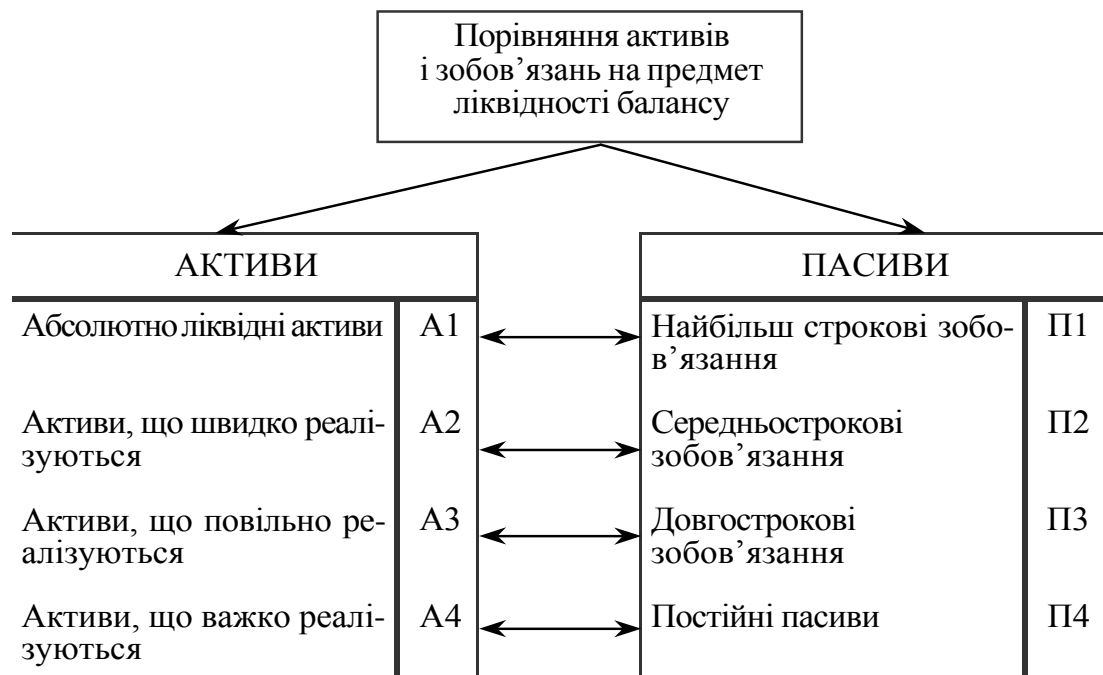 Порівняння активів
і зобов’язань на предмет
ліквідності балансу
АКТИВИ
Абсолютно ліквідні активи
А1
Активи, що швидко реалі-
зуються
А2
Активи, що повільно ре-
алізуються
А3
Активи, що важко реалі-
зуються
А4
ПАСИВИ
Найбільш строкові зобо-
в’язання
П1
Середньострокові
зобов’язання
П2
Довгострокові
зобов’язання
П3
Постійні пасиви
П4